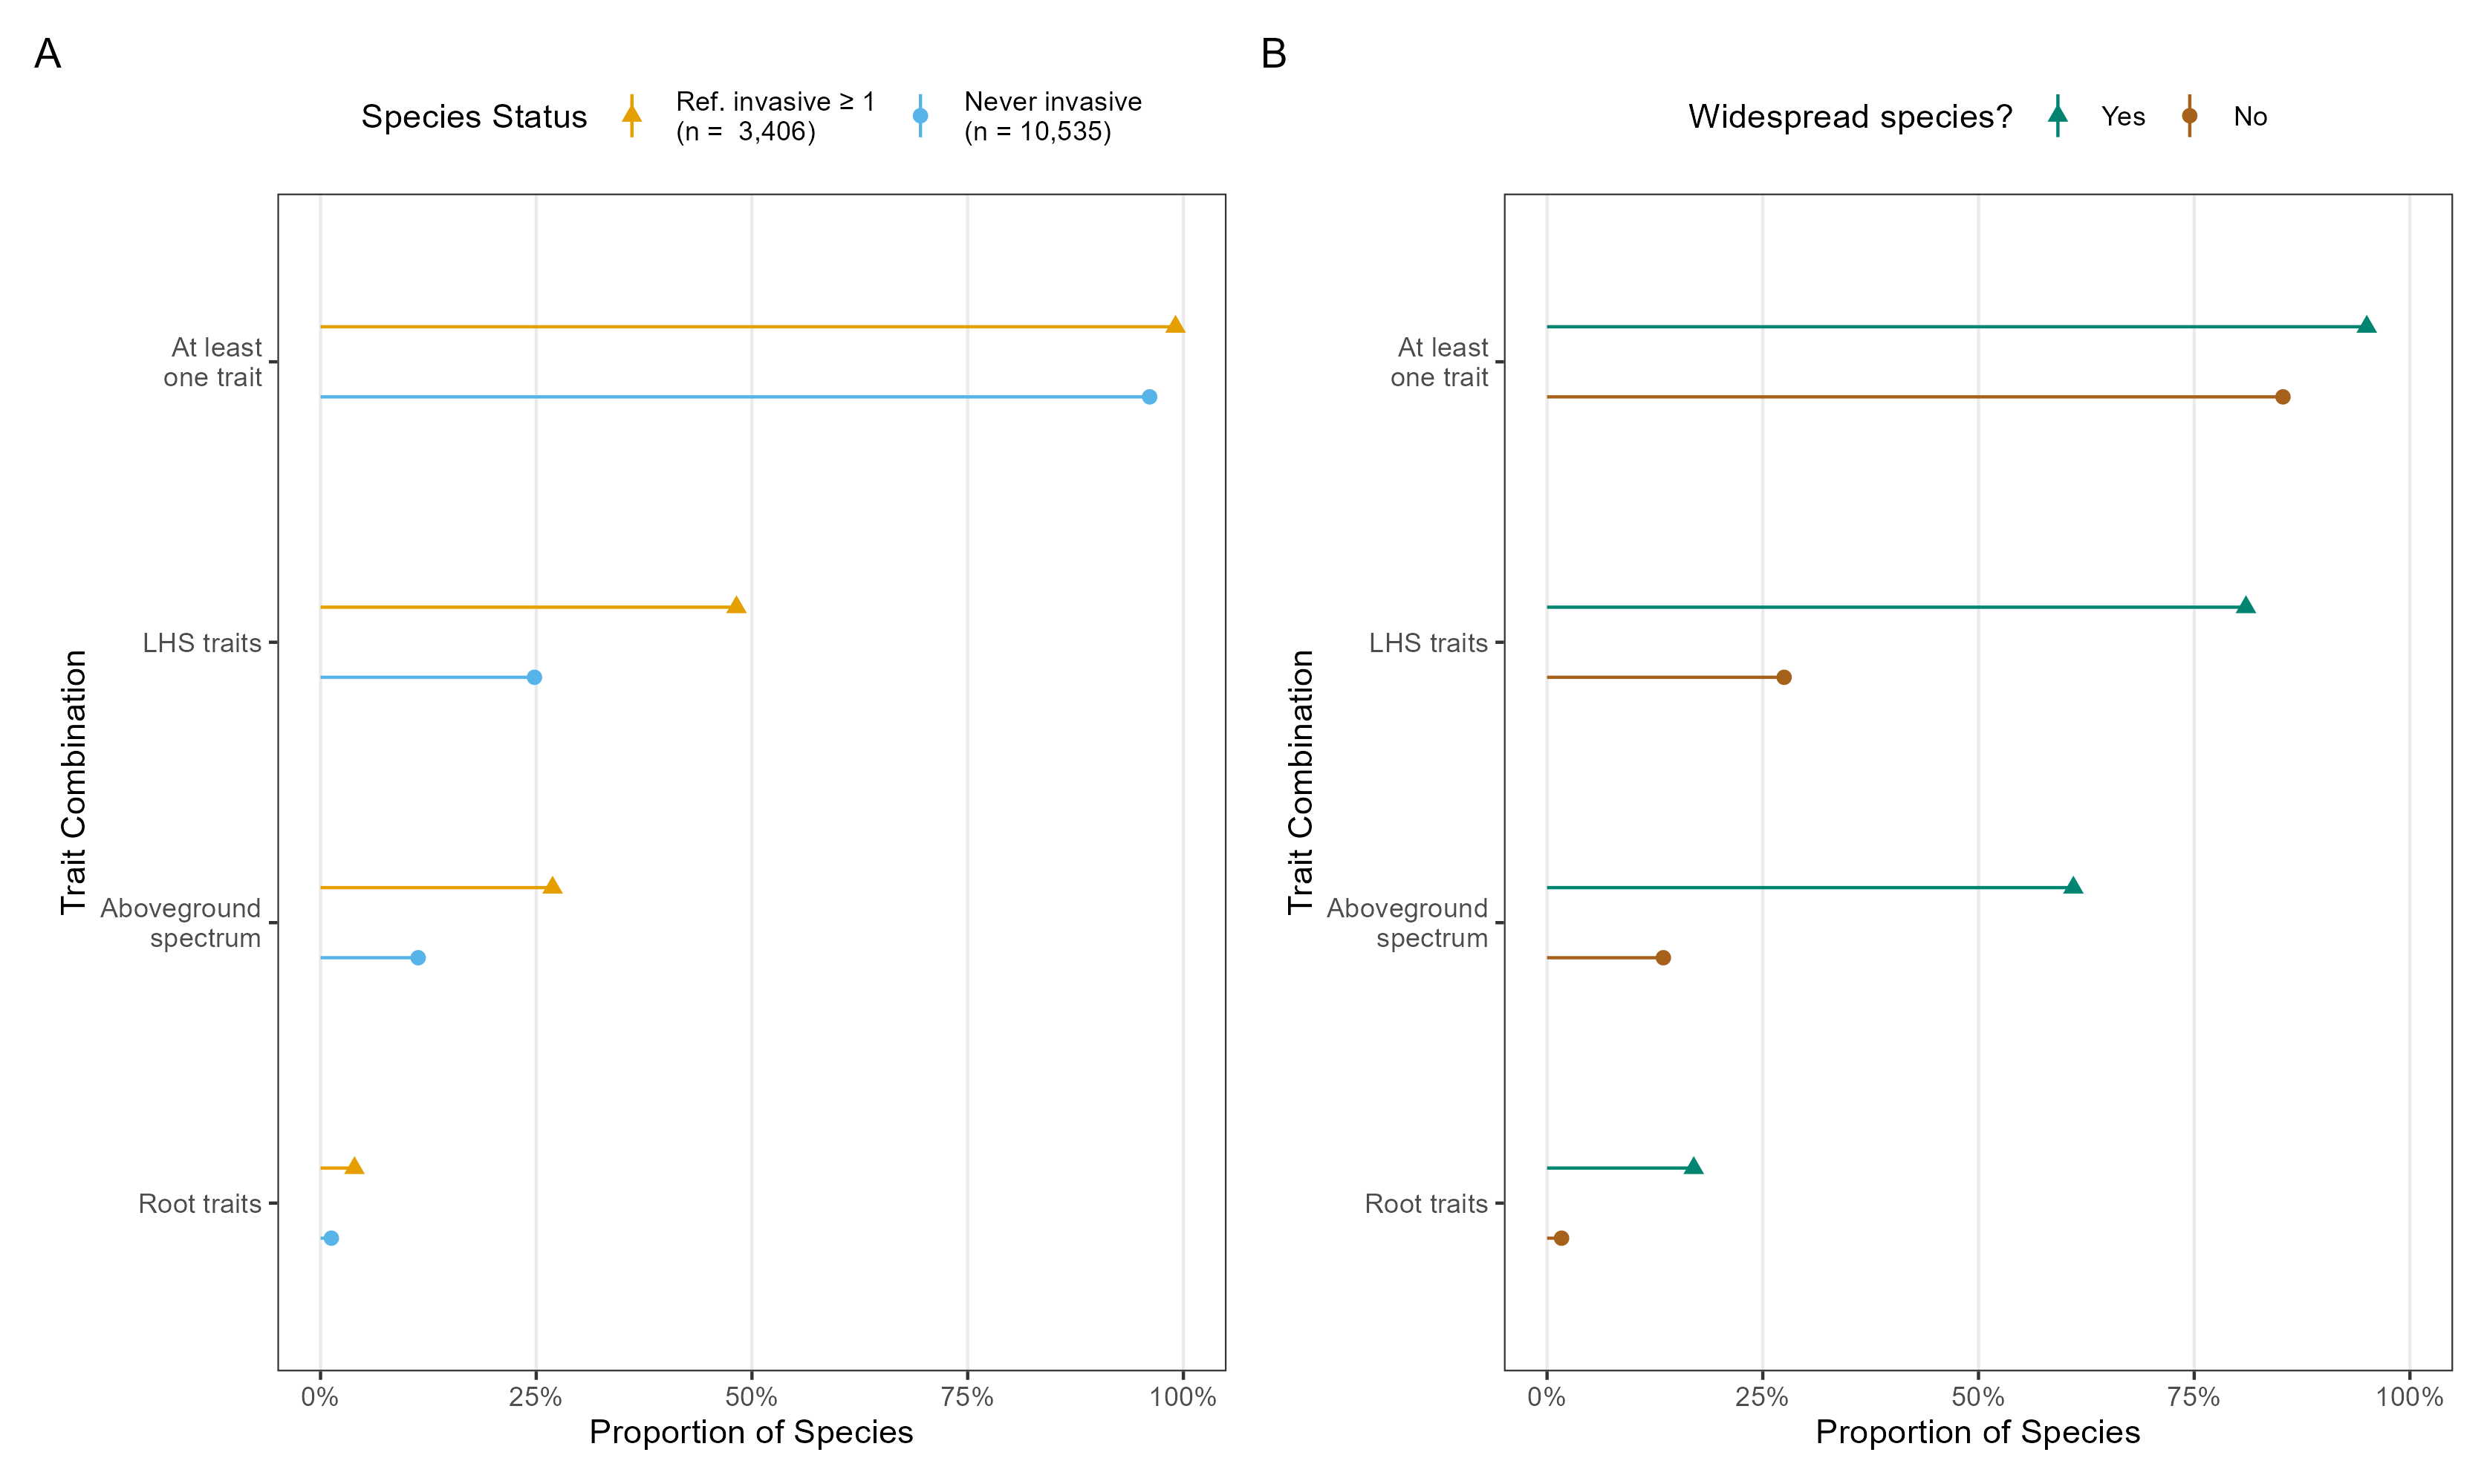 A
Species Status
Ref. invasive ≥ 1
(n =  3,406)
Never invasive
(n = 10,535)
Trait Combination
At least
one trait
LHS traits
Aboveground
spectrum
Root traits
0%
25%
50%
75%
100%
Proportion of Species
B
Widespread species?
Yes
No
Trait Combination
At least
one trait
LHS traits
Aboveground
spectrum
Root traits
0%
25%
50%
75%
100%
Proportion of Species